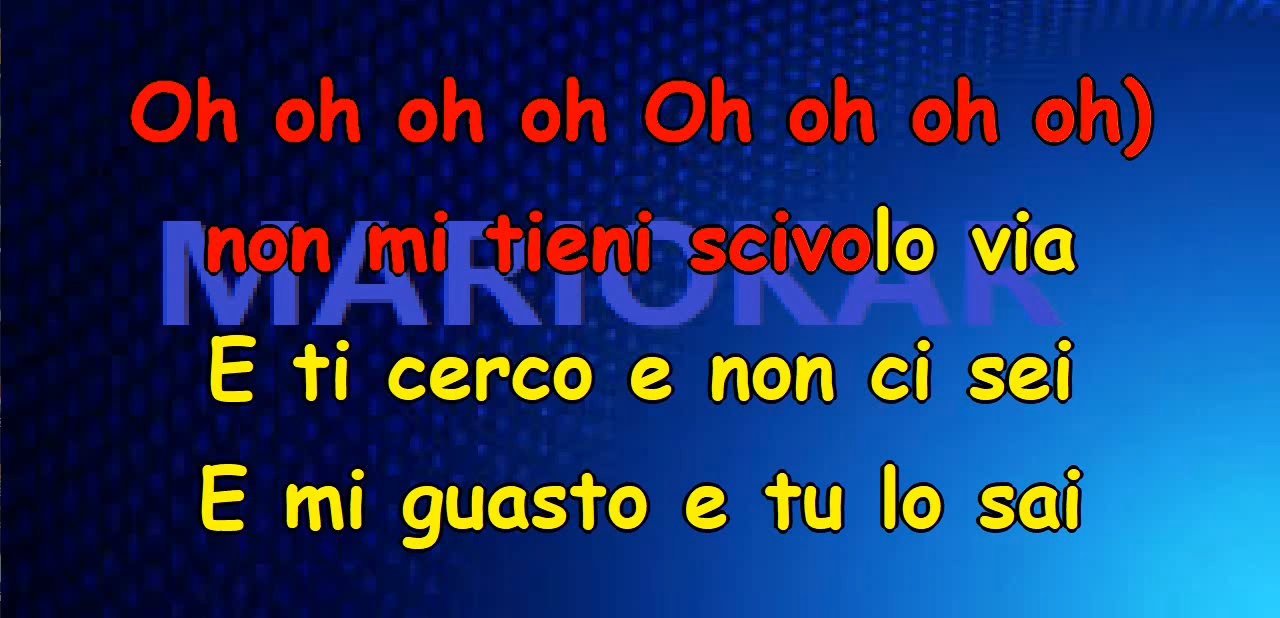 Oh oh oh oh Oh oh oh oh)
non mi tieni scivolo via
MARIOKAR
E ti cerco e non ci sei
E mi guasto e tu lo sai